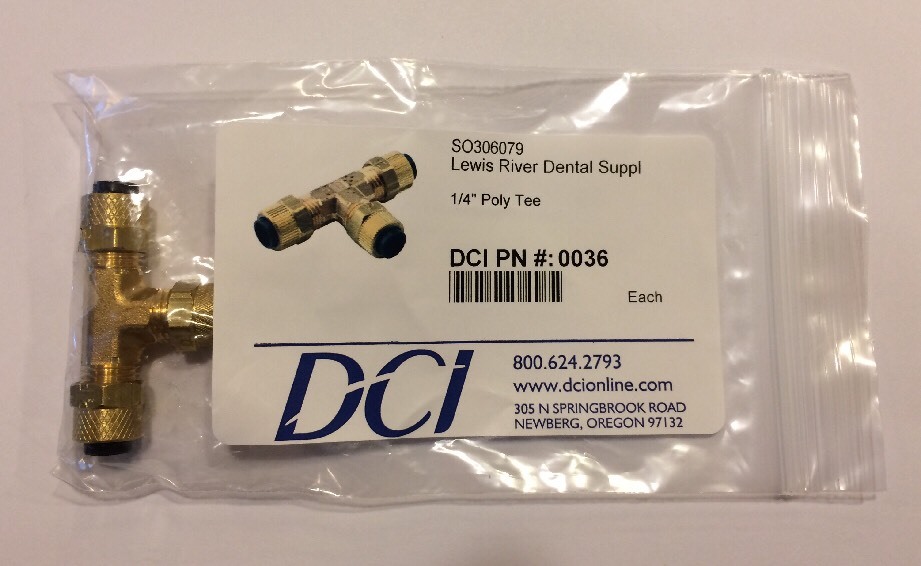 SO306079
Lewis River Dental Suppl
1/4" Poly Tee
DCI PN #: 0036
Each
DCI
800.624.2793
www.dcionline.com
305 N SPRINGBROOK ROAD
NEWBERG, OREGON 97132